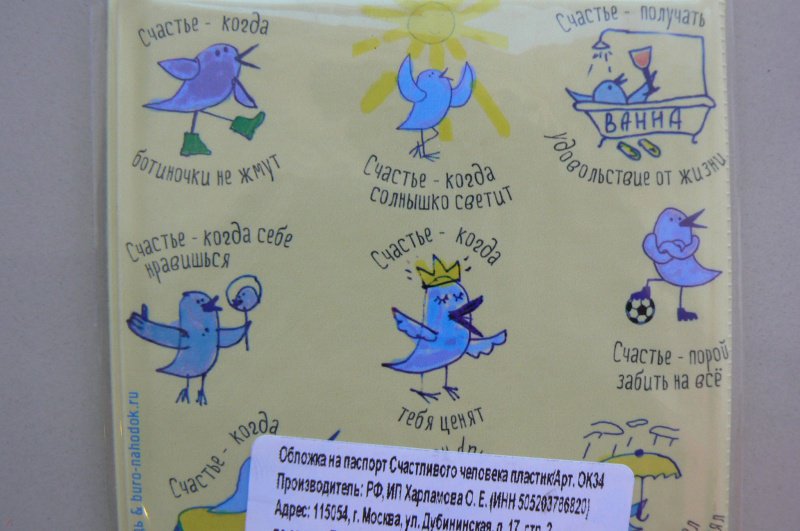 Счастье - когда
ботиночки не жмут
Счастье - когда
солнышко светит
Счастье - получать
ВАННА
удовольствие от жизни
Счастье - когда себе
нравишься
Счастье - когда
тебя ценят
Счастье - порой
забить на всё
Счастье - когда
& buro-nahodok.ru
Обложка на паспорт Счастливого человека пластик/Арт. ОК34
Производитель: РФ, ИП Харламова О. Е. (ИНН 505203786820)
Адрес: 115054, г. Москва, ул. Дубининская, д. 17, стр. 2